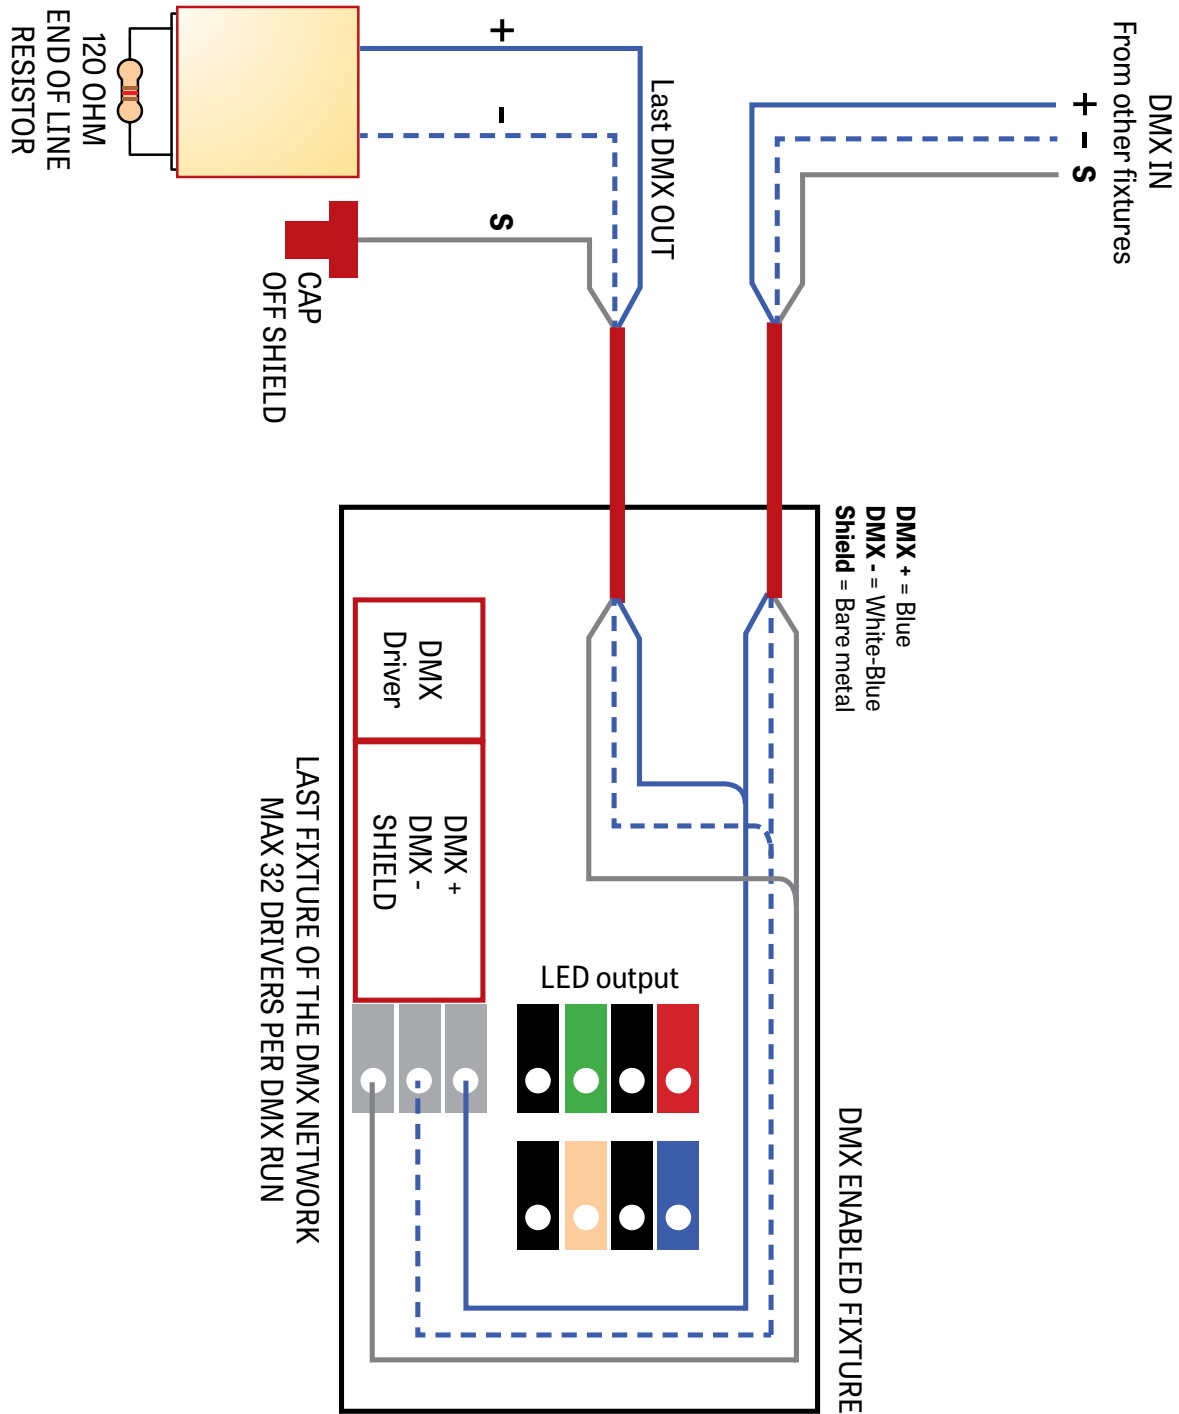 DMX IN
From other fixtures
+
-
S
Last DMX OUT
+
-
S
120 OHM
END OF LINE
RESISTOR
CAP
OFF SHIELD
DMX + = Blue
DMX - = White-Blue
Shield = Bare metal
DMX ENABLED FIXTURE
LED output
DMX
Driver
DMX +
DMX -
SHIELD
LAST FIXTURE OF THE DMX NETWORK
MAX 32 DRIVERS PER DMX RUN